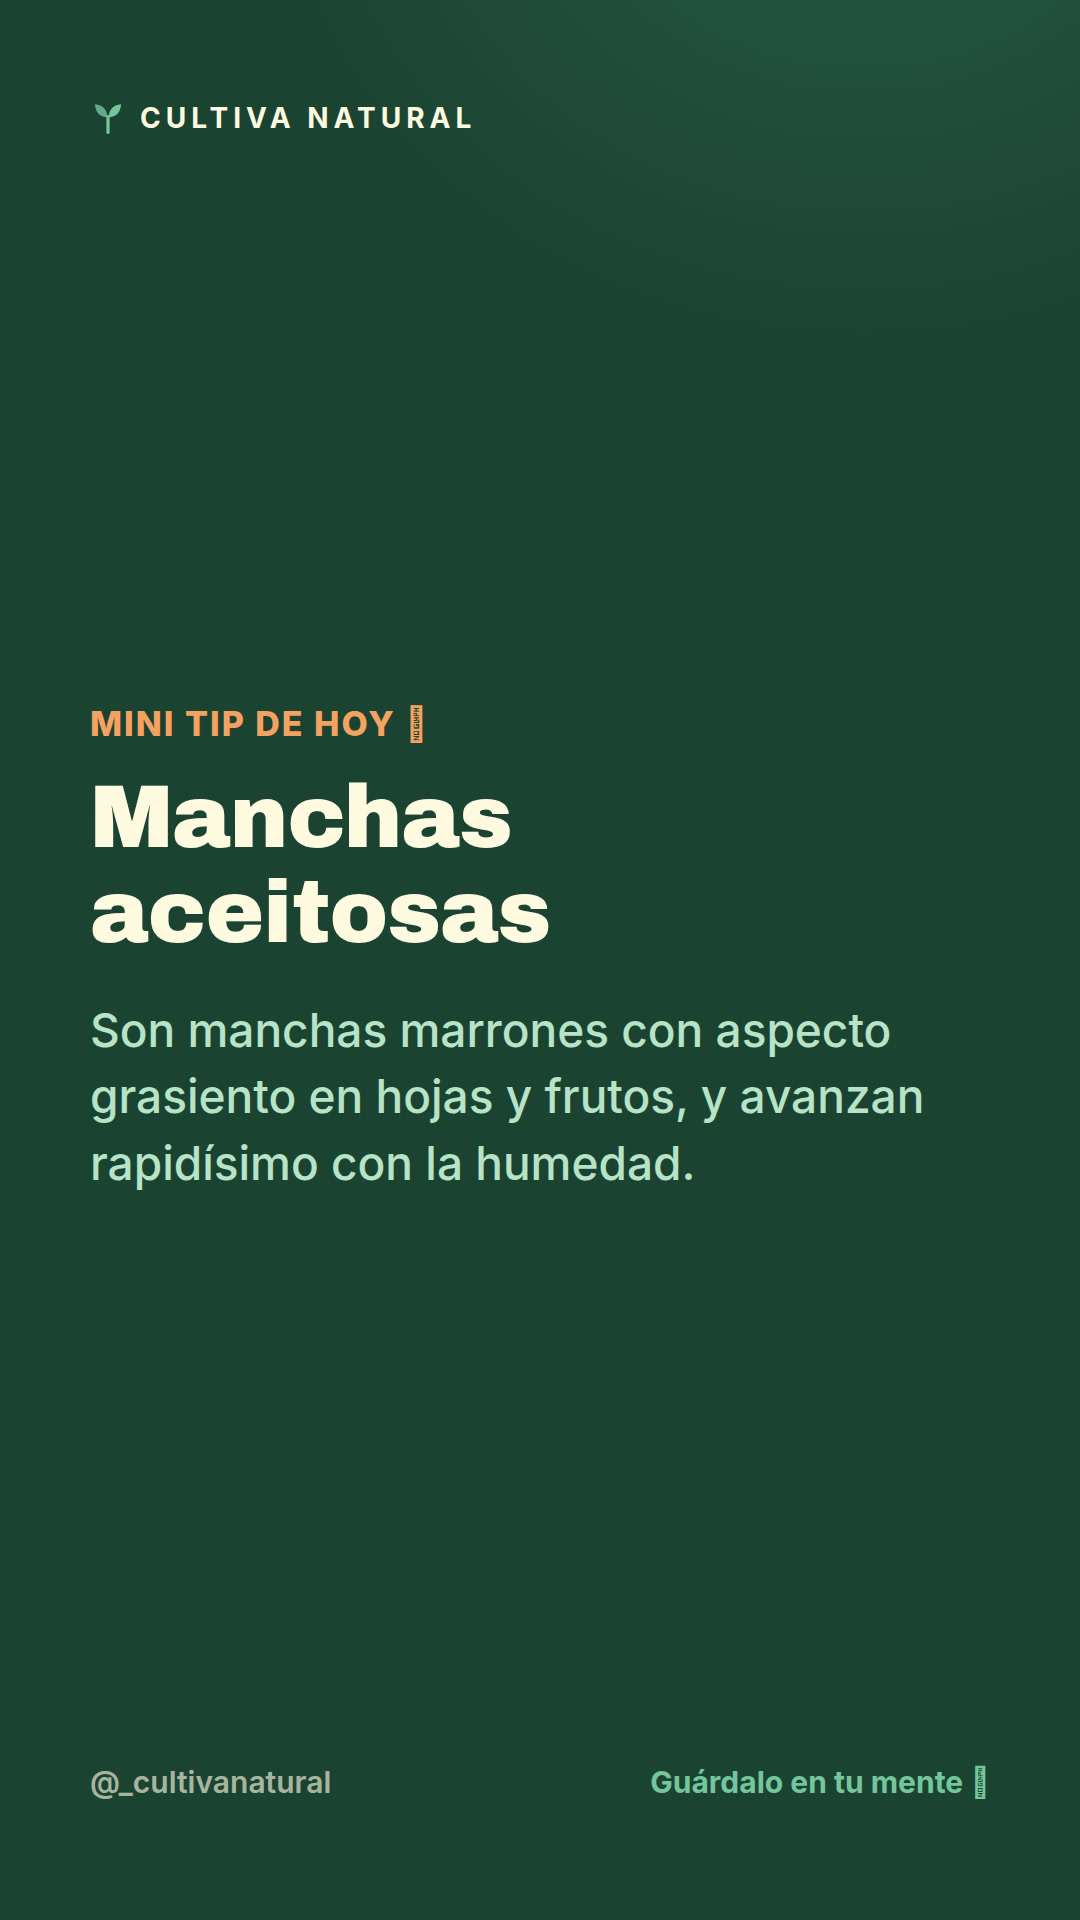 CULTIVA NATURAL
MINI TIP DE HOY
Manchas
aceitosas
Son manchas marrones con aspecto
grasiento en hojas y frutos, y avanzan
rapidísimo con la humedad.
@_cultivanatural
Guárdalo en tu mente